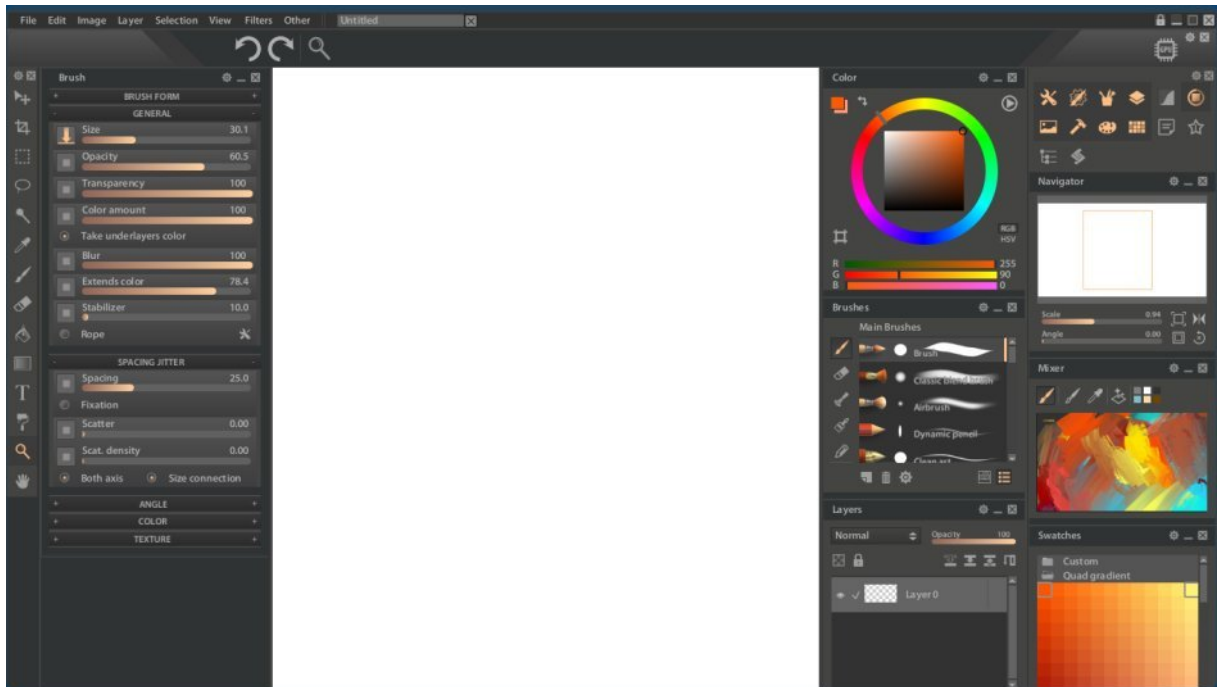 File Edit Image Layer Selection View Filters Other Untitled
GPU
Brush
BRUSH FORM
GENERAL
Size 30.1
Opacity 60.5
Transparency 100
Color amount 100
Take underlayers color
Blur 100
Extends color 78.4
Stabilizer 10.0
Rope
SPACING JITTER
Spacing 25.0
Fixation
Scatter 0.00
Scat. density 0.00
Both axis Size connection
ANGLE
COLOR
TEXTURE
T
Color
RGB
HSV
R 255
G 90
B 0
Brushes
Main Brushes
Brush
Classic blend brush
Airbrush
Dynamic pencil
Clean art
Layers
Normal Opacity 100
Layer 0
Navigator
Scale 0.94
Angle 0.00
Mixer
Swatches
Custom
Quad gradient